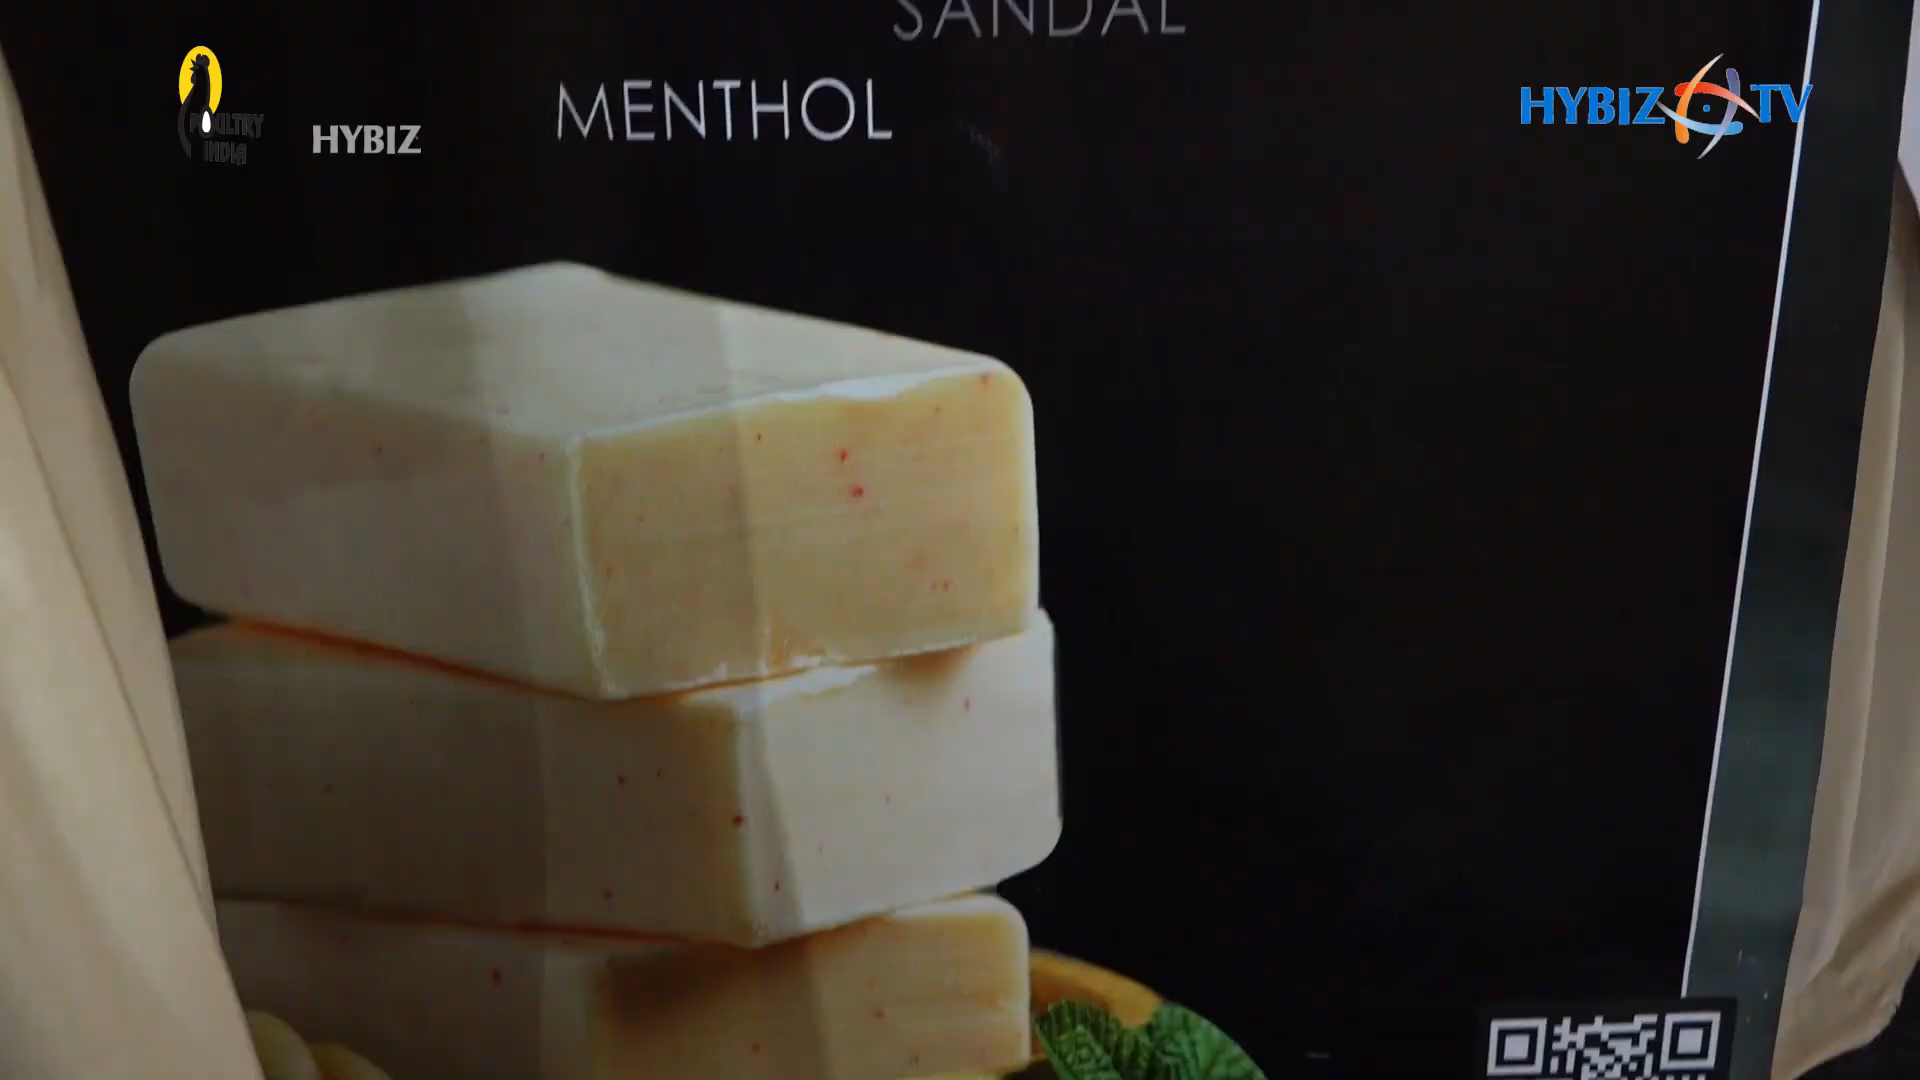 SANDAL
MENTHOL
HYBIZ TV
POULTRY
INDIA
HYBIZ